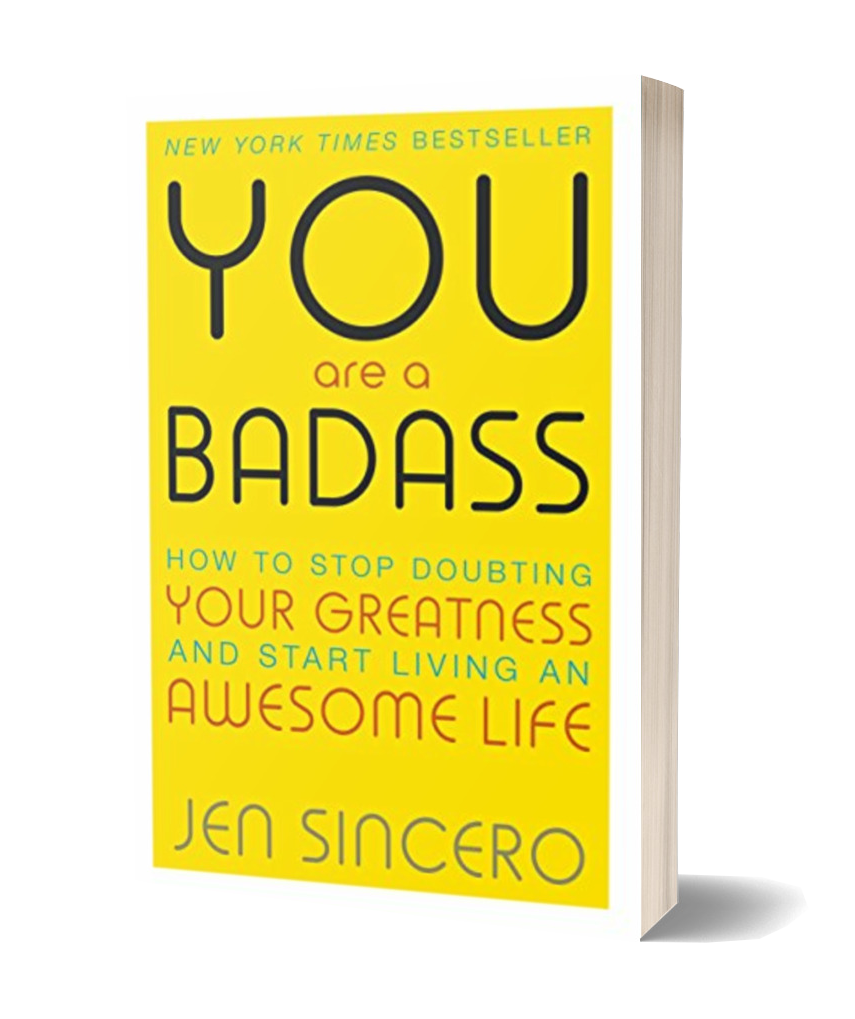 NEW YORK TIMES BESTSELLER
YOU
are a
BADASS
HOW TO STOP DOUBTING
YOUR GREATNESS
AND START LIVING AN
AWESOME LIFE
JEN SINCERO